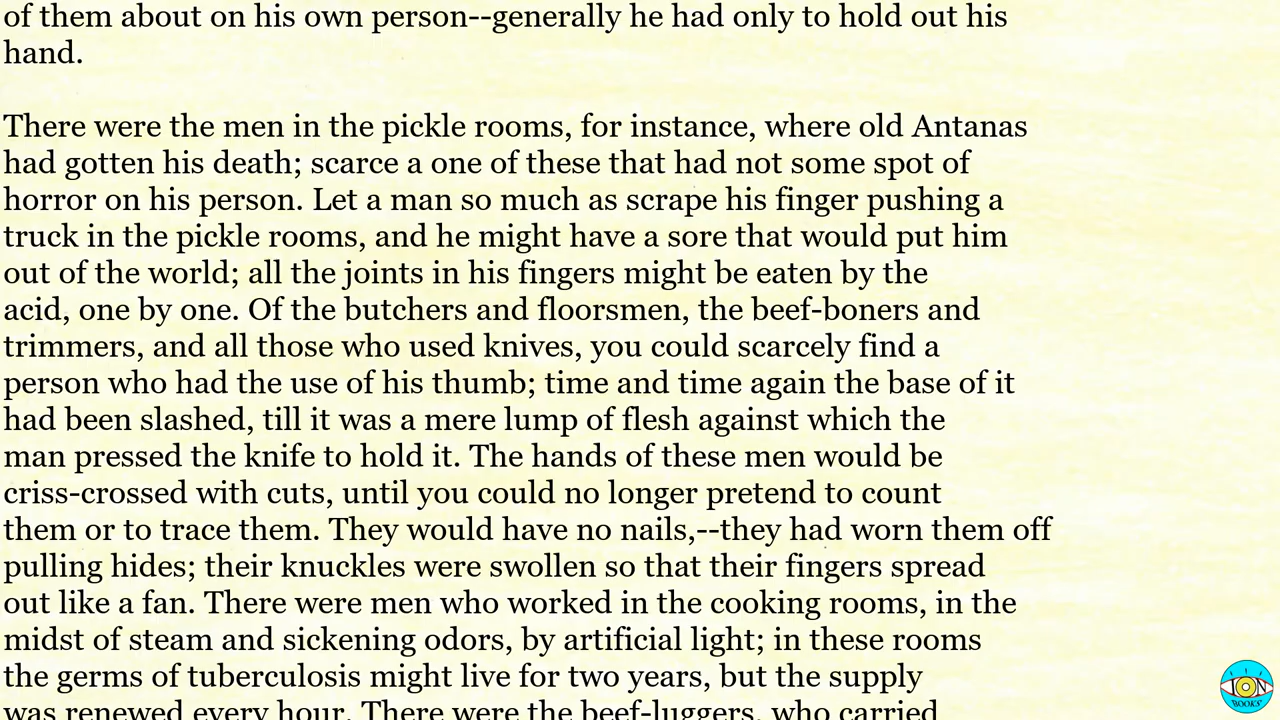 of them about on his own person--generally he had only to hold out his
hand.
There were the men in the pickle rooms, for instance, where old Antanas
had gotten his death; scarce a one of these that had not some spot of
horror on his person. Let a man so much as scrape his finger pushing a
truck in the pickle rooms, and he might have a sore that would put him
out of the world; all the joints in his fingers might be eaten by the
acid, one by one. Of the butchers and floorsmen, the beef-boners and
trimmers, and all those who used knives, you could scarcely find a
person who had the use of his thumb; time and time again the base of it
had been slashed, till it was a mere lump of flesh against which the
man pressed the knife to hold it. The hands of these men would be
criss-crossed with cuts, until you could no longer pretend to count
them or to trace them. They would have no nails,--they had worn them off
pulling hides; their knuckles were swollen so that their fingers spread
out like a fan. There were men who worked in the cooking rooms, in the
midst of steam and sickening odors, by artificial light; in these rooms
the germs of tuberculosis might live for two years, but the supply
was renewed every hour. There were the beef-luggers, who carried
ION
BOOKS